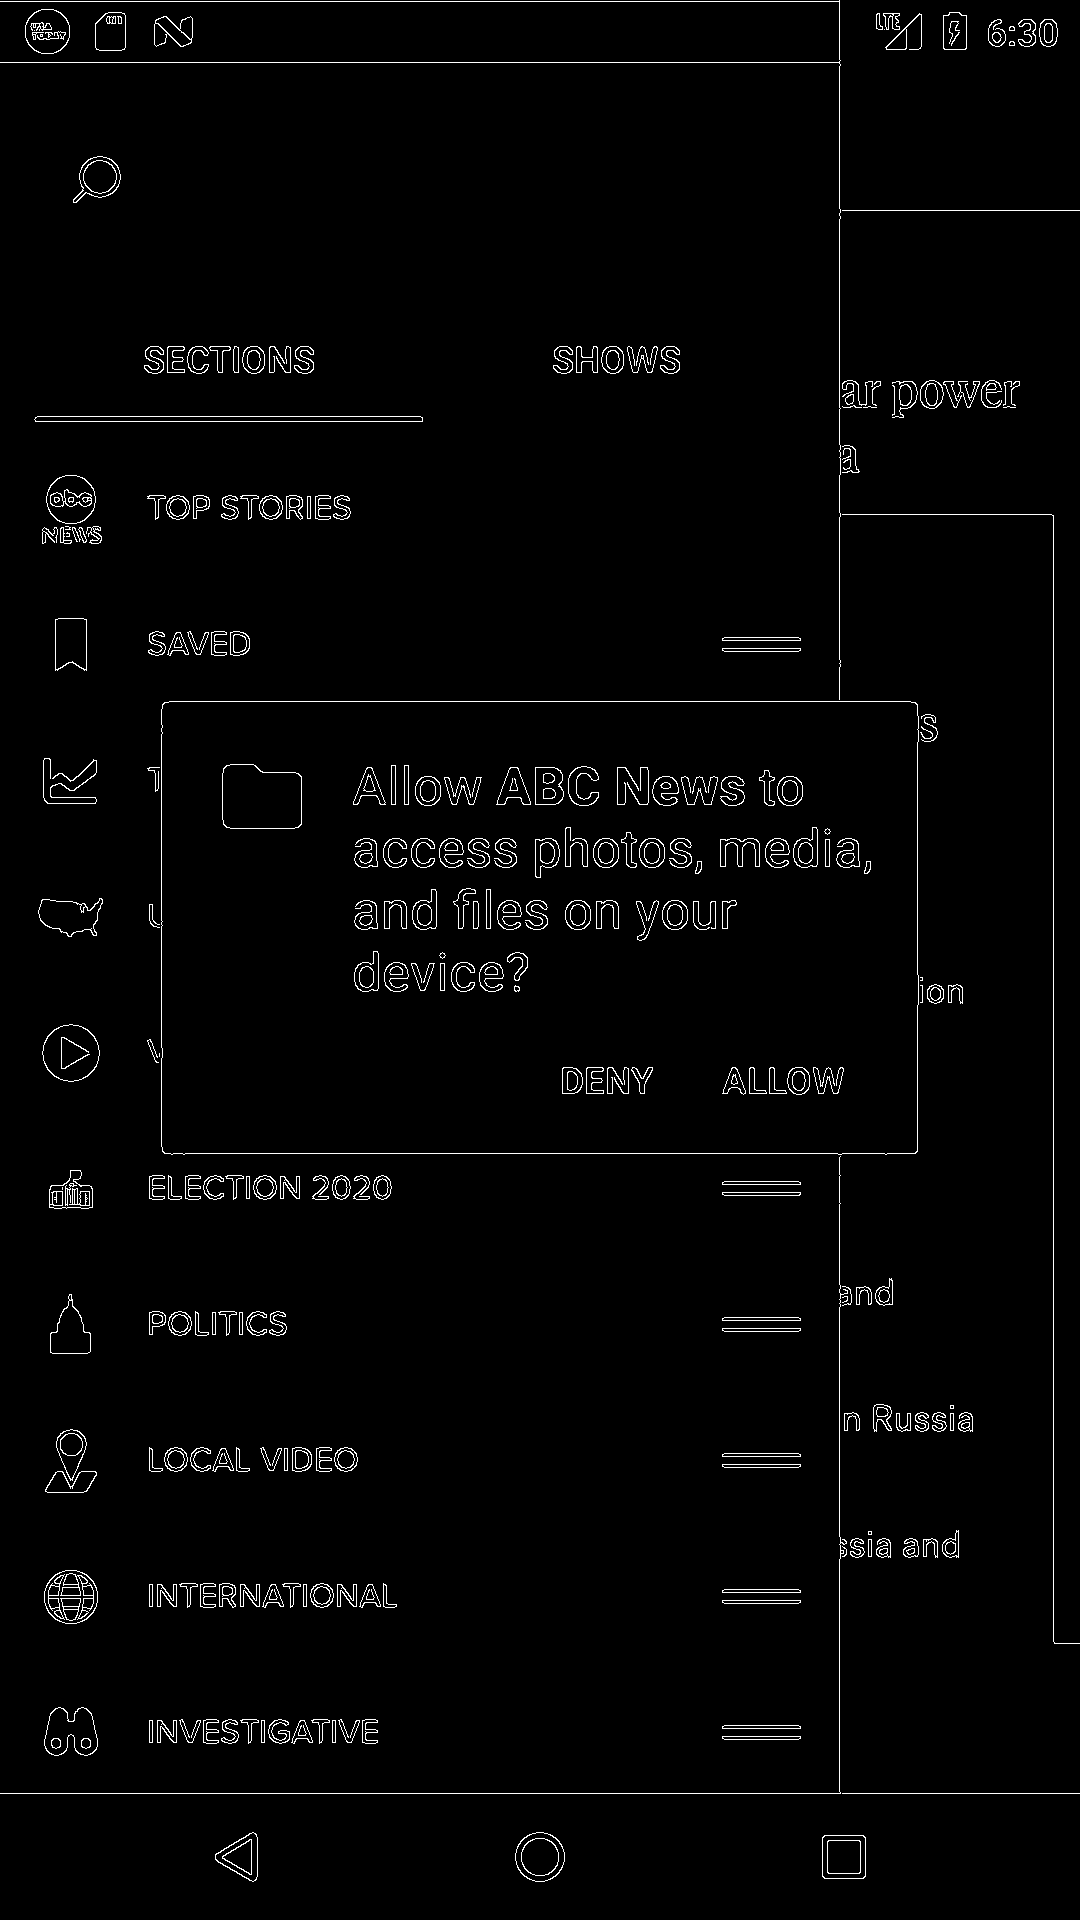 USA
TODAY
LTE
6:30
SECTIONS
SHOWS
ar power
a
abc
NEWS
TOP STORIES
SAVED
s
Allow ABC News to
access photos, media,
and files on your
device?
ion
DENY
ALLOW
ELECTION 2020
POLITICS
and
LOCAL VIDEO
n Russia
ssia and
INTERNATIONAL
INVESTIGATIVE